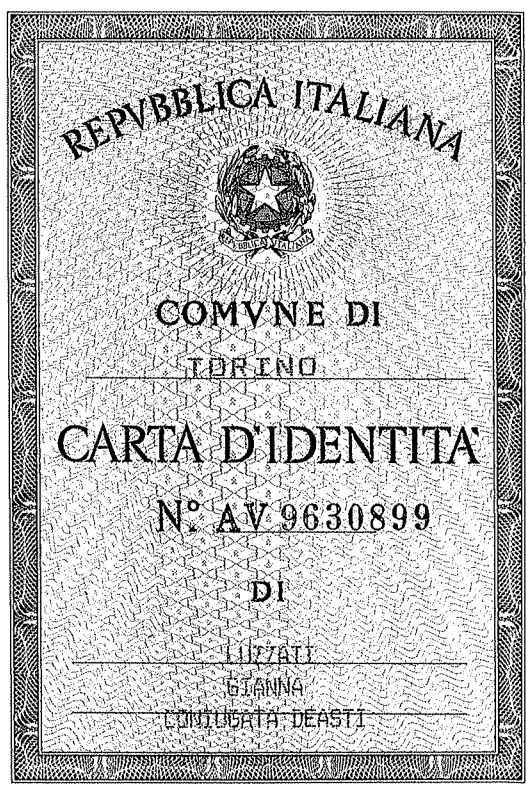 REPVBBLICA ITALIANA
REPVBBLICA ITALIANA
COMVNE DI
TORINO
CARTA D'IDENTITA'
N.° AV 9630899
DI
LUZZATI
GIANNA
CONIUGATA DEASTI